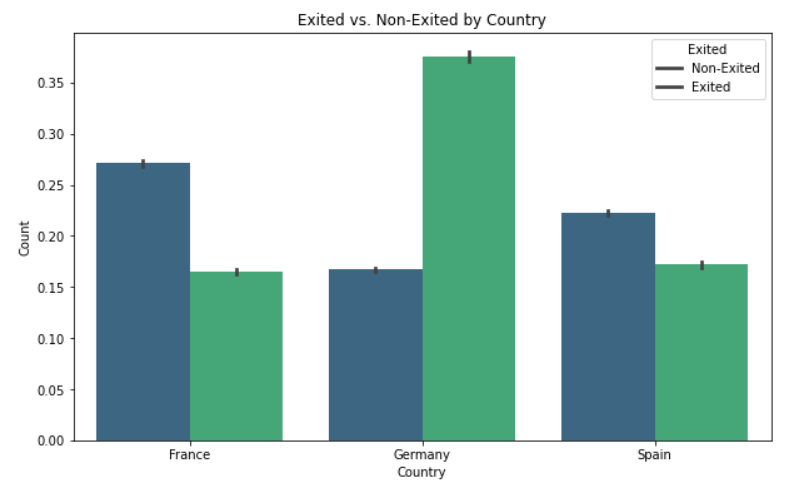 Exited vs. Non-Exited by Country
Exited
Non-Exited
Exited
0.35
0.30
0.25
0.20
0.15
0.10
0.05
0.00
Count
France
Germany
Spain
Country